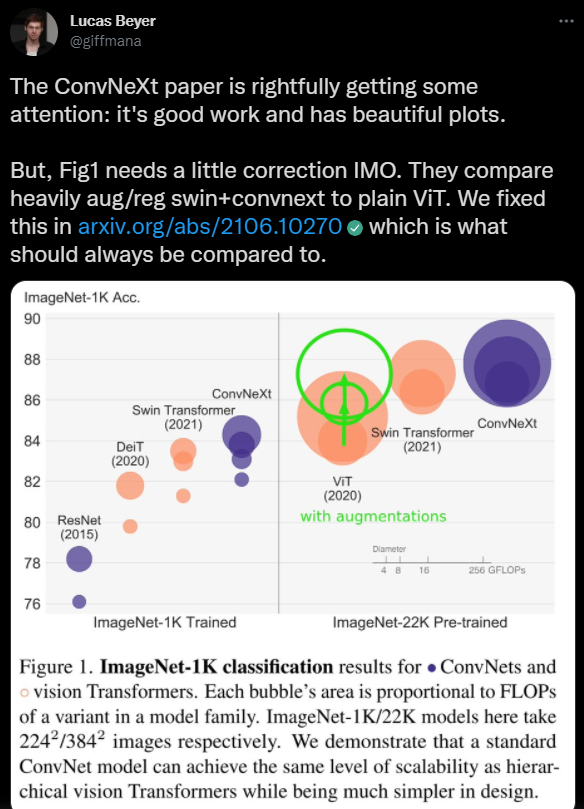 Lucas Beyer
@giffmana
The ConvNeXt paper is rightfully getting some
attention: it's good work and has beautiful plots.
But, Fig1 needs a little correction IMO. They compare
heavily aug/reg swin+convnext to plain ViT. We fixed
this in arxiv.org/abs/2106.10270 which is what
should always be compared to.
ImageNet-1K Acc.
90
88
86
84
82
80
78
76
ResNet
(2015)
DeiT
(2020)
Swin Transformer
(2021)
ConvNeXt
ViT
(2020)
with augmentations
Swin Transformer
(2021)
ConvNeXt
Diameter
4 8 16 256 GFLOPs
ImageNet-1K Trained
ImageNet-22K Pre-trained
Figure 1. ImageNet-1K classification results for • ConvNets and
○ vision Transformers. Each bubble's area is proportional to FLOPs
of a variant in a model family. ImageNet-1K/22K models here take
224²/384² images respectively. We demonstrate that a standard
ConvNet model can achieve the same level of scalability as hierar-
chical vision Transformers while being much simpler in design.